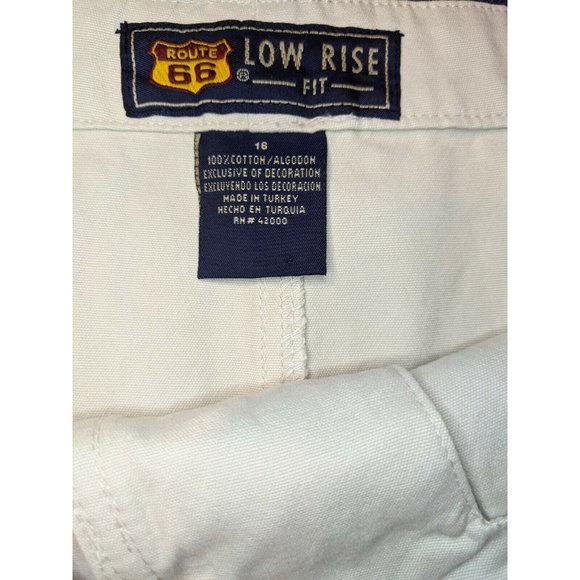 ROUTE
66 ®
LOW RISE
FIT
16
100%COTTON/ALGODON
EXCLUSIVE OF DECORATION
EXCLUYENDO LOS DECORACION
MADE IN TURKEY
HECHO EN TURQUIA
RN# 42000